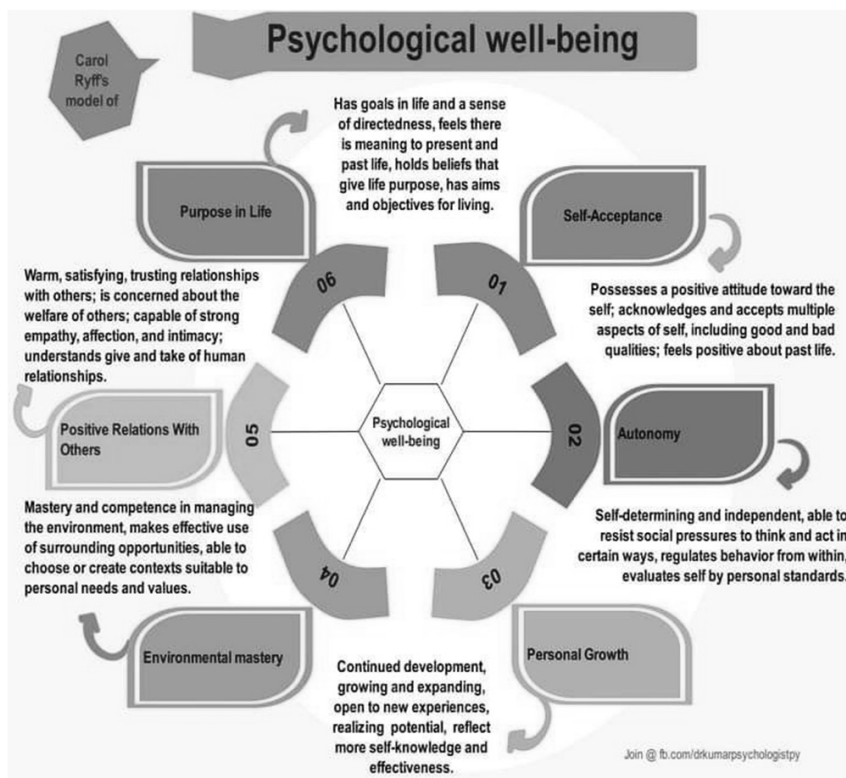 Carol
Ryff's
model of
Psychological well-being
Has goals in life and a sense
of directedness, feels there
is meaning to present and
past life, holds beliefs that
give life purpose, has aims
and objectives for living.
Purpose in Life
06
Self-Acceptance
01
Possesses a positive attitude toward the
self; acknowledges and accepts multiple
aspects of self, including good and bad
qualities; feels positive about past life.
Autonomy
02
Self-determining and independent, able to
resist social pressures to think and act in
certain ways, regulates behavior from within,
evaluates self by personal standards.
Personal Growth
03
Continued development,
growing and expanding,
open to new experiences,
realizing potential, reflect
more self-knowledge and
effectiveness.
Environmental mastery
04
Mastery and competence in managing
the environment, makes effective use
of surrounding opportunities, able to
choose or create contexts suitable to
personal needs and values.
Positive Relations With
Others
05
Warm, satisfying, trusting relationships
with others; is concerned about the
welfare of others; capable of strong
empathy, affection, and intimacy;
understands give and take of human
relationships.
Psychological
well-being
Join @ fb.com/drkumarpsychologistpy